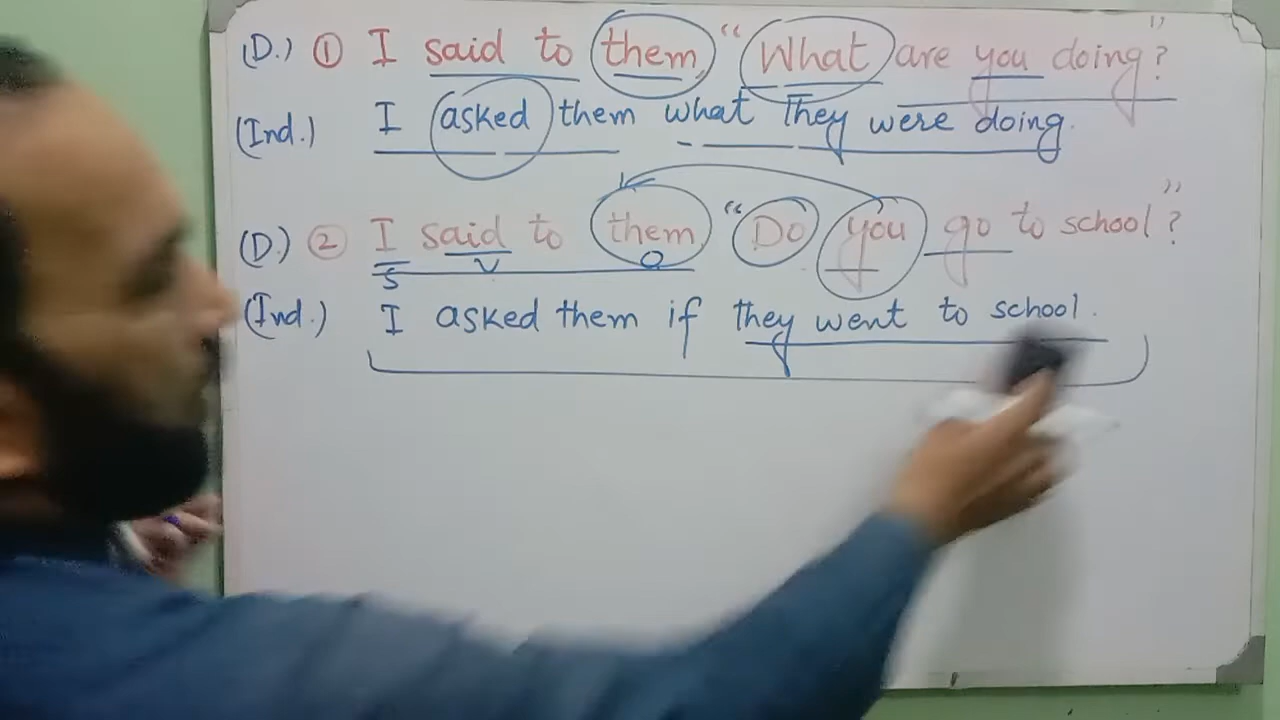 (D.) ① I said to them "What are you doing"?
(Ind.) I asked them what They were doing.
(D.) ② I said to them "Do you go to school"?
S V O
(Ind.) I asked them if they went to school.